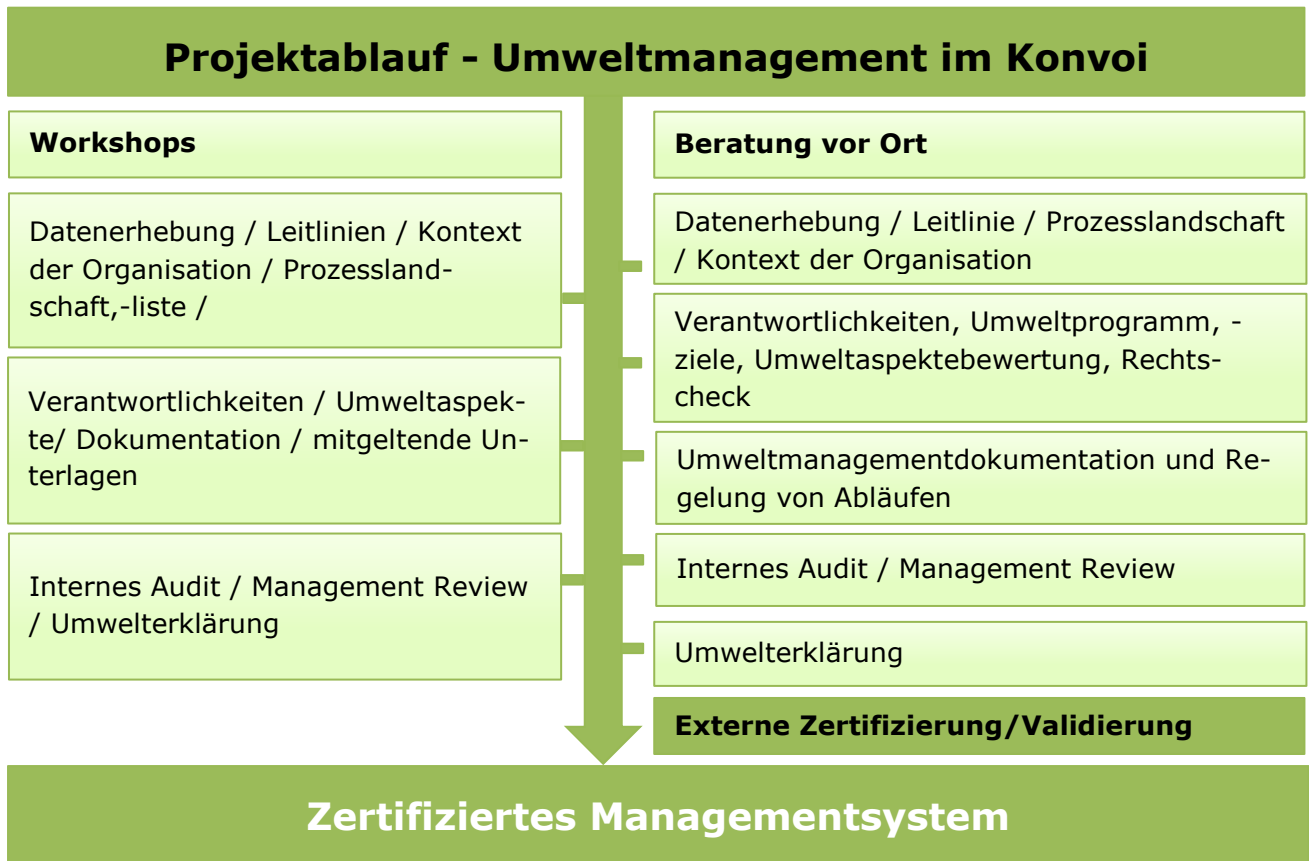 Projektablauf - Umweltmanagement im Konvoi
Workshops
Datenerhebung / Leitlinien / Kontext
der Organisation / Prozessland-
schaft,-liste /
Verantwortlichkeiten / Umweltaspek-
te/ Dokumentation / mitgeltende Un-
terlagen
Internes Audit / Management Review
/ Umwelterklärung
Beratung vor Ort
Datenerhebung / Leitlinie / Prozesslandschaft
/ Kontext der Organisation
Verantwortlichkeiten, Umweltprogramm, -
ziele, Umweltaspektebewertung, Rechts-
check
Umweltmanagementdokumentation und Re-
gelung von Abläufen
Internes Audit / Management Review
Umwelterklärung
Externe Zertifizierung/Validierung
Zertifiziertes Managementsystem